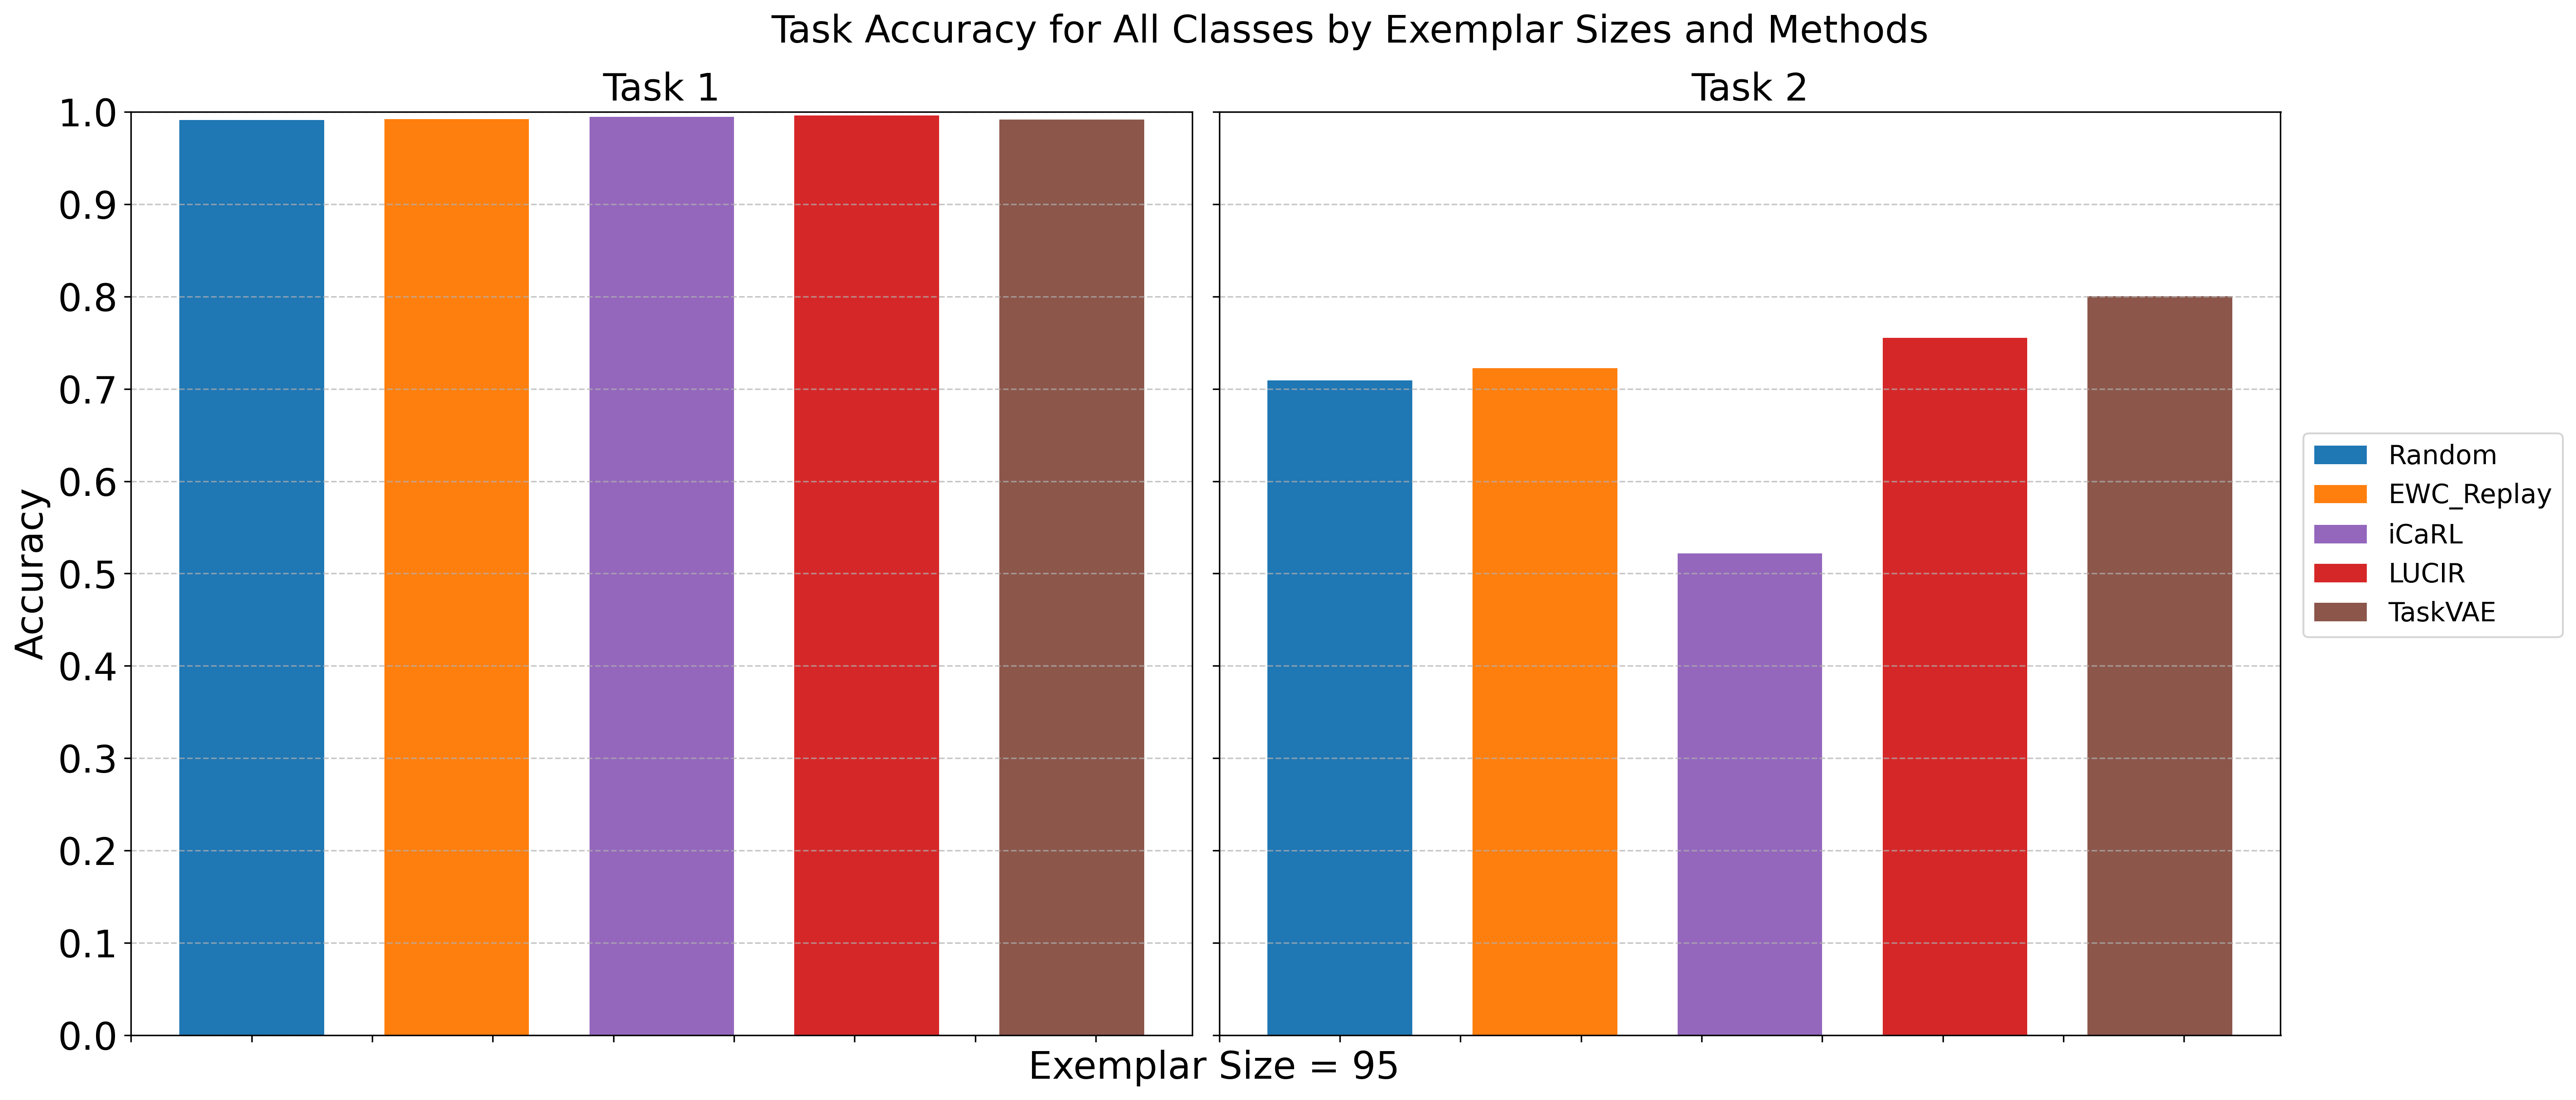 Task Accuracy for All Classes by Exemplar Sizes and Methods
Task 1
Task 2
1.0
0.9
0.8
0.7
0.6
0.5
0.4
0.3
0.2
0.1
0.0
Accuracy
Exemplar Size = 95
Random
EWC_Replay
iCaRL
LUCIR
TaskVAE